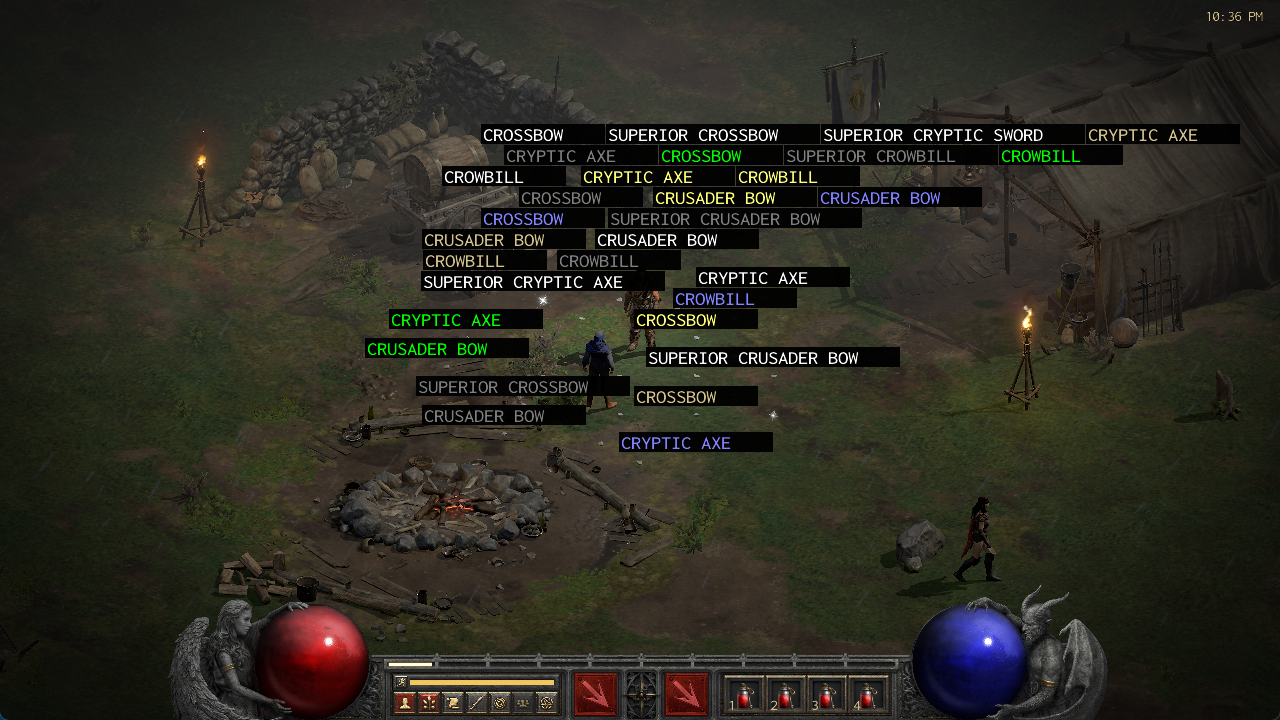 10:36 PM
CROSSBOW SUPERIOR CROSSBOW SUPERIOR CRYPTIC SWORD CRYPTIC AXE
CRYPTIC AXE CROSSBOW SUPERIOR CROWBILL CROWBILL
CROWBILL CRYPTIC AXE CROWBILL
CROSSBOW CRUSADER BOW CRUSADER BOW
CROSSBOW SUPERIOR CRUSADER BOW
CRUSADER BOW CRUSADER BOW
CROWBILL CROWBILL
SUPERIOR CRYPTIC AXE CRYPTIC AXE
CROWBILL
CRYPTIC AXE CROSSBOW
CRUSADER BOW
SUPERIOR CRUSADER BOW
SUPERIOR CROSSBOW
CROSSBOW
CRUSADER BOW
CRYPTIC AXE
1 2 3 4